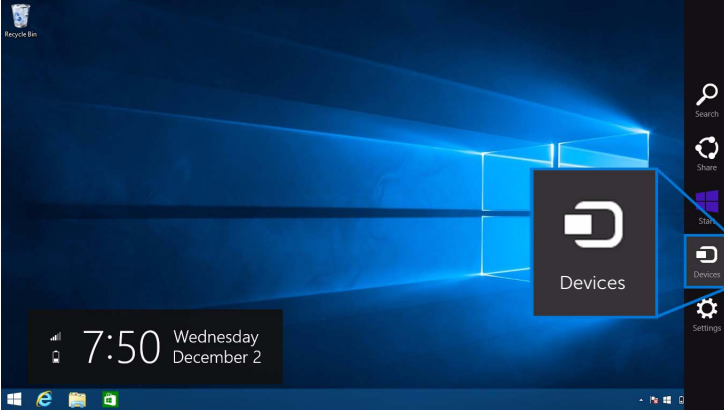 Recycle Bin
Search
Share
Start
Devices
Devices
Settings
7:50
Wednesday
December 2